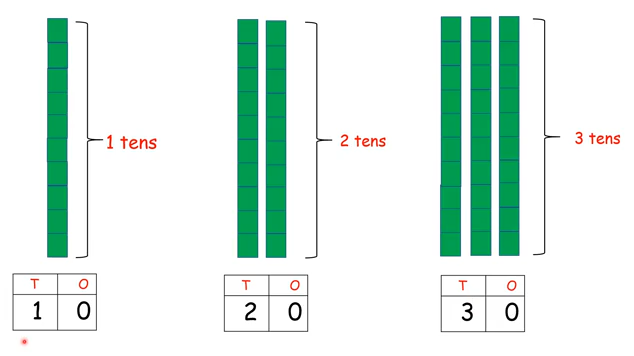 1 tens
2 tens
3 tens
T O
1 0
T O
2 0
T O
3 0